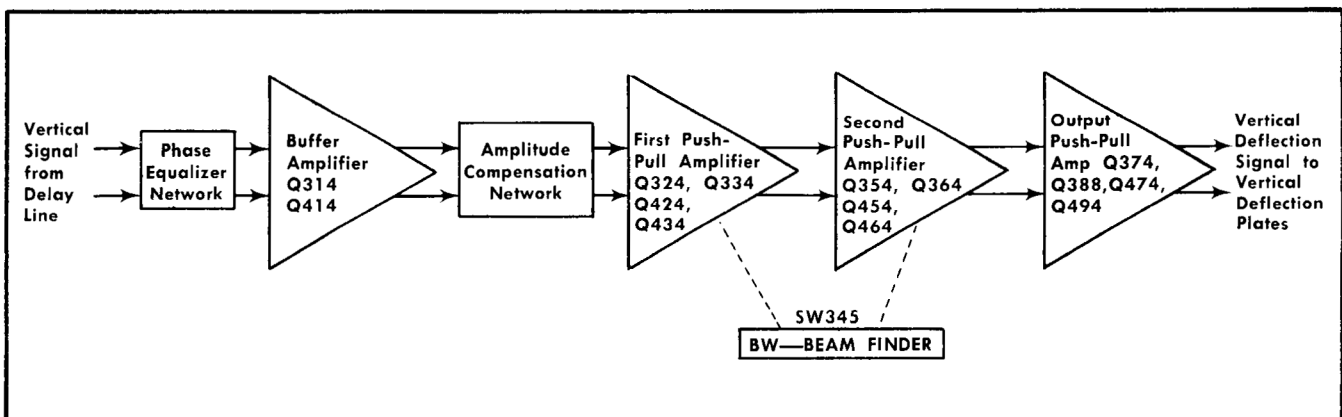 Vertical
Signal
from
Delay
Line
Phase
Equalizer
Network
Buffer
Amplifier
Q314
Q414
Amplitude
Compensation
Network
First Push-
Pull Amplifier
Q324, Q334
Q424,
Q434
Second
Push-Pull
Amplifier
Q354, Q364
Q454,
Q464
Output
Push-Pull
Amp Q374,
Q388,Q474,
Q494
Vertical
Deflection
Signal to
Vertical
Deflection
Plates
SW345
BW—BEAM FINDER